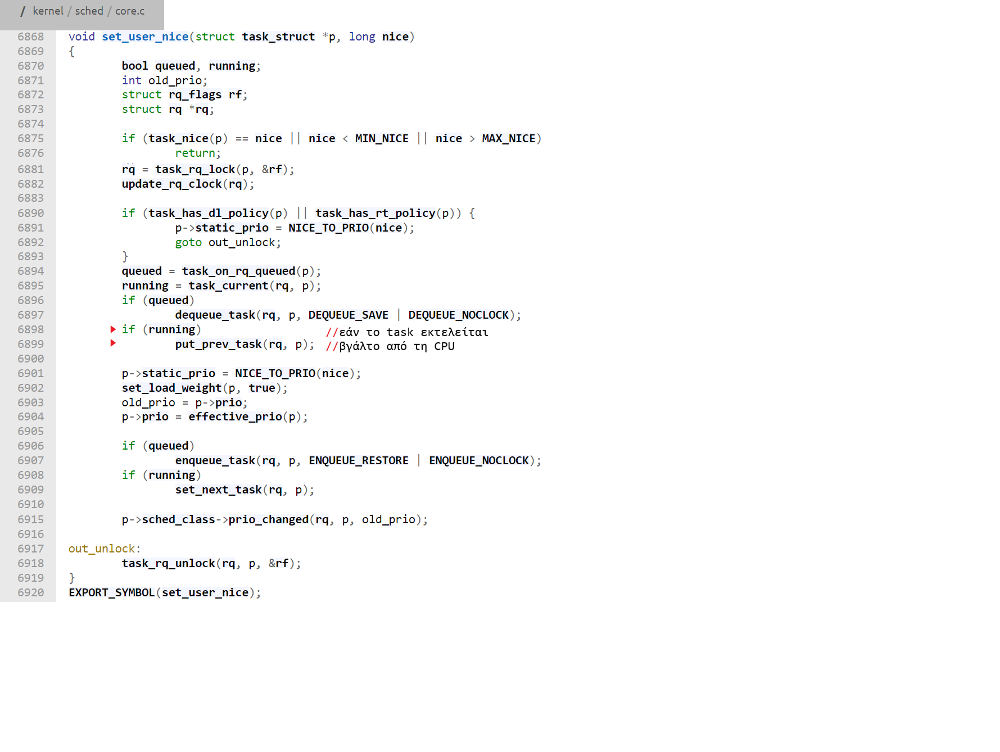 / kernel / sched / core.c
6868 void set_user_nice(struct task_struct *p, long nice)
6869 {
6870 bool queued, running;
6871 int old_prio;
6872 struct rq_flags rf;
6873 struct rq *rq;
6874
6875 if (task_nice(p) == nice || nice < MIN_NICE || nice > MAX_NICE)
6876 return;
6881 rq = task_rq_lock(p, &rf);
6882 update_rq_clock(rq);
6883
6890 if (task_has_dl_policy(p) || task_has_rt_policy(p)) {
6891 p->static_prio = NICE_TO_PRIO(nice);
6892 goto out_unlock;
6893 }
6894 queued = task_on_rq_queued(p);
6895 running = task_current(rq, p);
6896 if (queued)
6897 dequeue_task(rq, p, DEQUEUE_SAVE | DEQUEUE_NOCLOCK);
6898 if (running) //εάν το task εκτελείται
6899 put_prev_task(rq, p); //βγάλτο από τη CPU
6900
6901 p->static_prio = NICE_TO_PRIO(nice);
6902 set_load_weight(p, true);
6903 old_prio = p->prio;
6904 p->prio = effective_prio(p);
6905
6906 if (queued)
6907 enqueue_task(rq, p, ENQUEUE_RESTORE | ENQUEUE_NOCLOCK);
6908 if (running)
6909 set_next_task(rq, p);
6910
6915 p->sched_class->prio_changed(rq, p, old_prio);
6916
6917 out_unlock:
6918 task_rq_unlock(rq, p, &rf);
6919 }
6920 EXPORT_SYMBOL(set_user_nice);